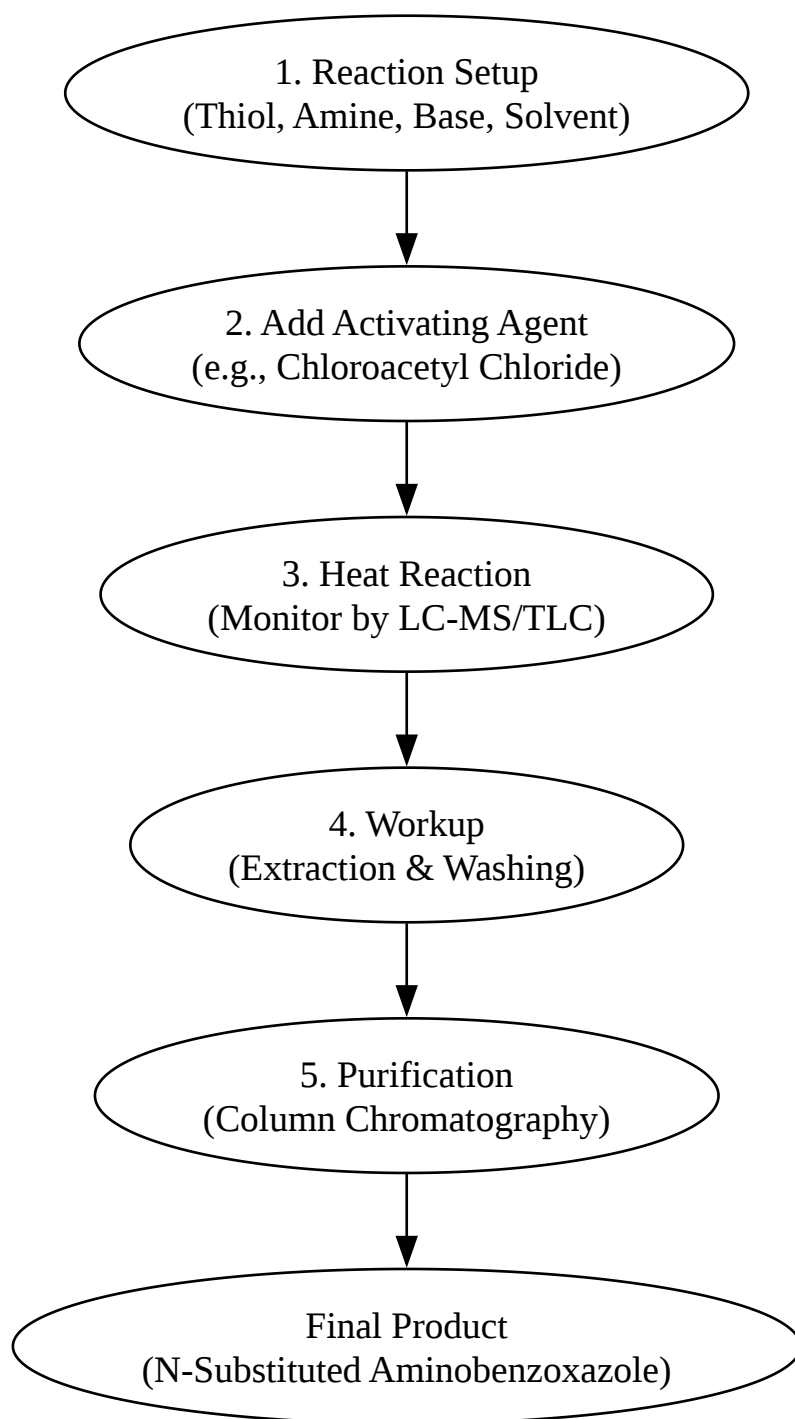 1. Reaction Setup
(Thiol, Amine, Base, Solvent)
2. Add Activating Agent
(e.g., Chloroacetyl Chloride)
3. Heat Reaction
(Monitor by LC-MS/TLC)
4. Workup
(Extraction & Washing)
5. Purification
(Column Chromatography)
Final Product
(N-Substituted Aminobenzoxazole)